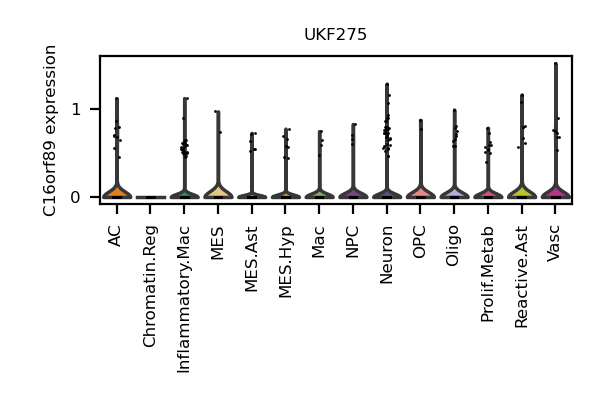 UKF275
C16orf89 expression
1
0
AC
Chromatin.Reg
Inflammatory.Mac
MES
MES.Ast
MES.Hyp
Mac
NPC
Neuron
OPC
Oligo
Prolif.Metab
Reactive.Ast
Vasc